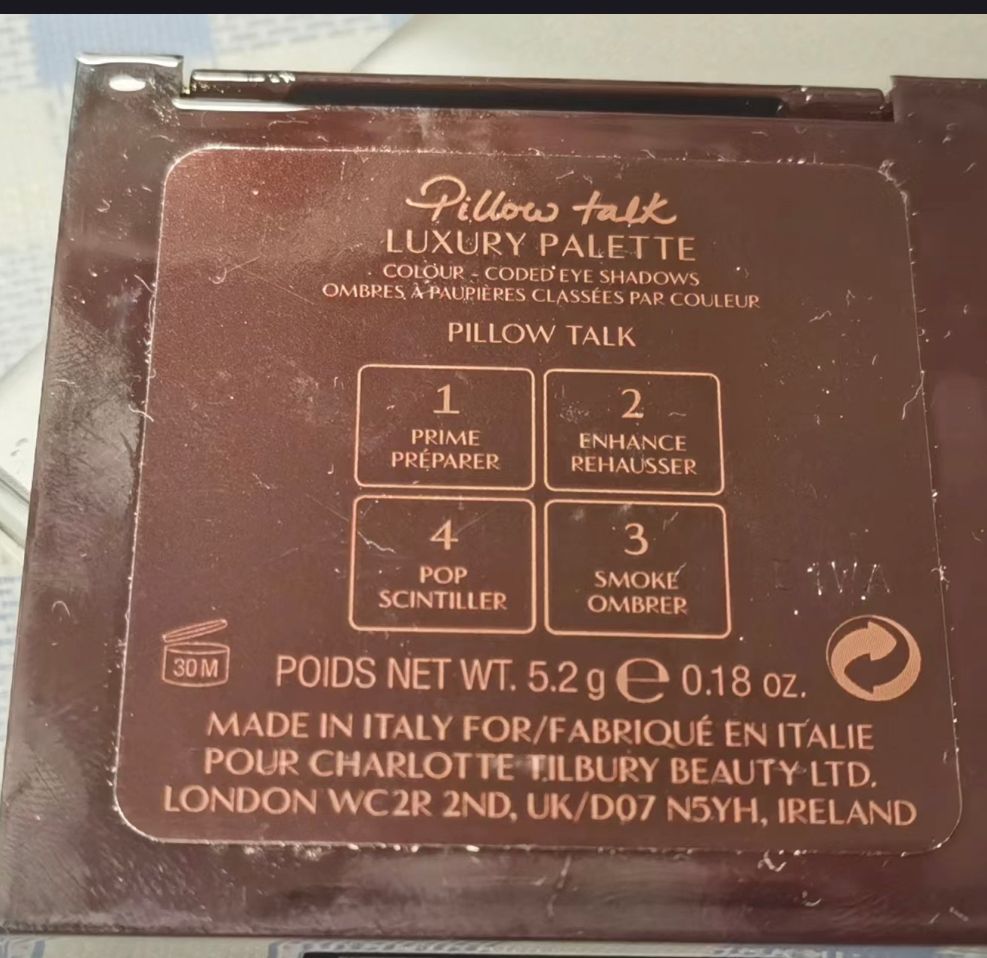 Pillow talk
LUXURY PALETTE
COLOUR - CODED EYE SHADOWS
OMBRES À PAUPIÈRES CLASSÉES PAR COULEUR
PILLOW TALK
1
PRIME
PRÉPARER
2
ENHANCE
REHAUSSER
4
POP
SCINTILLER
3
SMOKE
OMBRER
30 M
POIDS NET WT. 5.2 g e 0.18 oz.
MADE IN ITALY FOR/FABRIQUÉ EN ITALIE
POUR CHARLOTTE TILBURY BEAUTY LTD.
LONDON WC2R 2ND, UK/D07 N5YH, IRELAND